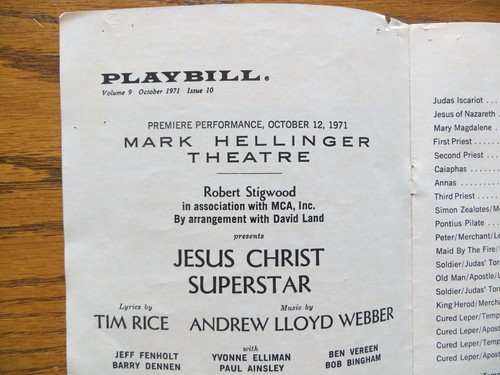 PLAYBILL®
Volume 9 October 1971 Issue 10
PREMIERE PERFORMANCE, OCTOBER 12, 1971
MARK HELLINGER
THEATRE
Robert Stigwood
in association with MCA, Inc.
By arrangement with David Land
presents
JESUS CHRIST
SUPERSTAR
Lyrics by Music by
TIM RICE ANDREW LLOYD WEBBER
with
JEFF FENHOLT YVONNE ELLIMAN BEN VEREEN
BARRY DENNEN PAUL AINSLEY BOB BINGHAM
Judas Iscariot . .
Jesus of Nazareth .
Mary Magdalene .
First Priest . . . .
Second Priest . .
Caiaphas . . . .
Annas . . . .
Third Priest . . . .
Simon Zealotes/M
Pontius Pilate . .
Peter/Merchant/Le
Maid By The Fire/
Soldier/Judas' Tor
Old Man/Apostle/L
Soldier/Judas' Tor
King Herod/Merch
Cured Leper/Temp
Cured Leper/Apost
Cured Leper/Temp
Cured Leper/Apost